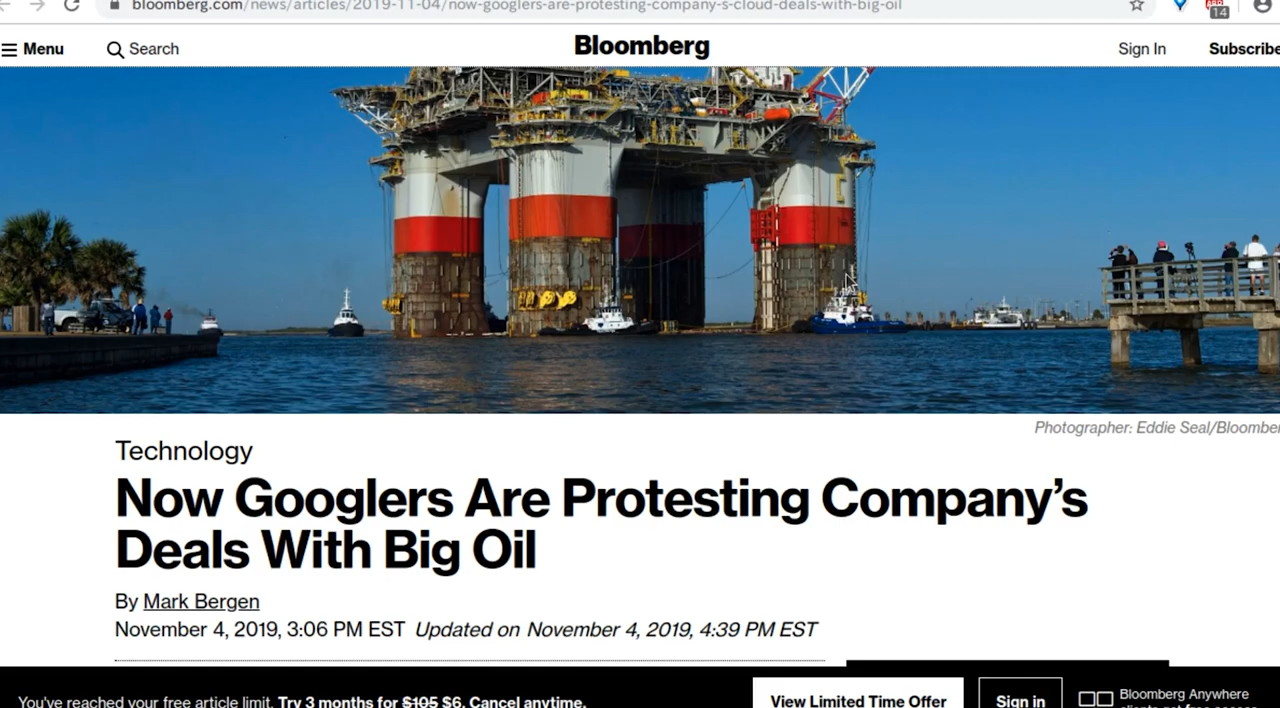 bloomberg.com/news/articles/2019-11-04/now-googlers-are-protesting-company-s-cloud-deals-with-big-oil
14
Menu
Search
Bloomberg
Sign In
Subscribe
Photographer: Eddie Seal/Bloomber
Technology
Now Googlers Are Protesting Company’s
Deals With Big Oil
By Mark Bergen
November 4, 2019, 3:06 PM EST Updated on November 4, 2019, 4:39 PM EST
You've reached your free article limit. Try 3 months for $105 $6. Cancel anytime.
View Limited Time Offer
Sign in
Bloomberg Anywhere